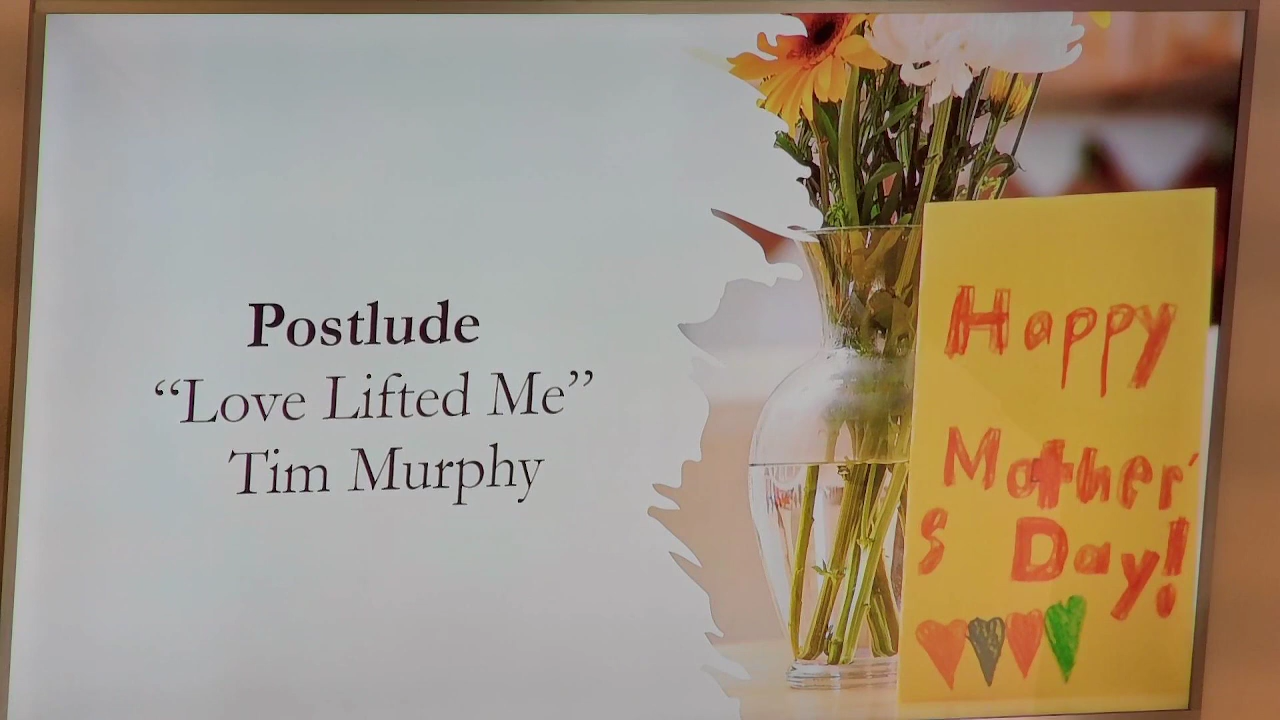 Postlude
“Love Lifted Me”
Tim Murphy
Happy
Mother'
s Day!